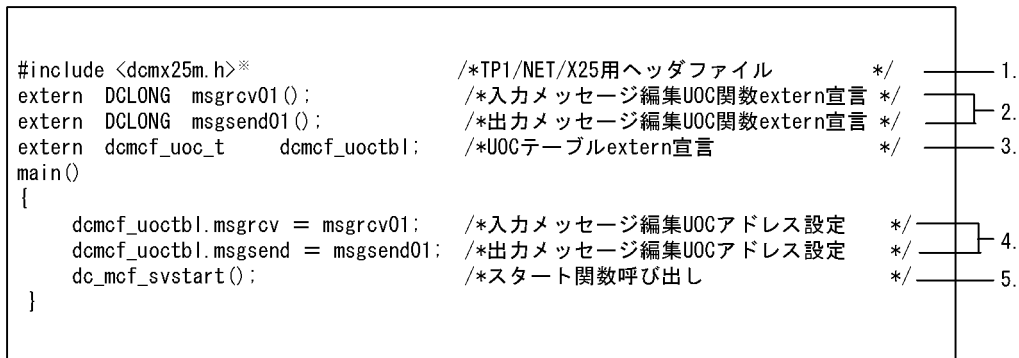 #include <dcmx25m.h>※ /*TP1/NET/X25用ヘッダファイル */ 1.
extern DCLONG msgrcv01(); /*入力メッセージ編集UOC関数extern宣言 */
extern DCLONG msgsend01(); /*出力メッセージ編集UOC関数extern宣言 */ 2.
extern dcmcf_uoc_t dcmcf_uoctbl; /*UOCテーブルextern宣言 */ 3.
main()
{
dcmcf_uoctbl.msgrcv = msgrcv01; /*入力メッセージ編集UOCアドレス設定 */
dcmcf_uoctbl.msgsend = msgsend01; /*出力メッセージ編集UOCアドレス設定 */ 4.
dc_mcf_svstart(); /*スタート関数呼び出し */ 5.
}